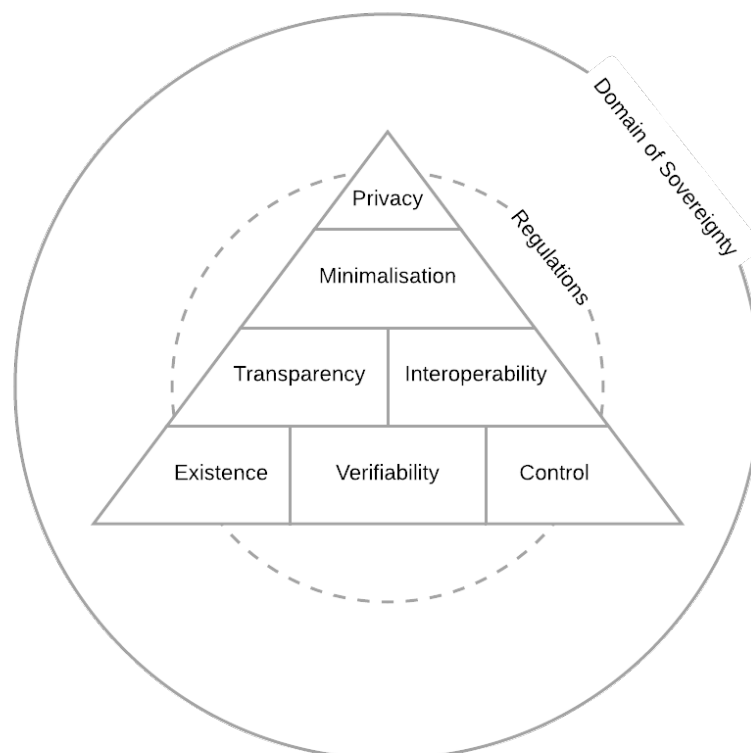 Domain of Sovereignty
Privacy
Regulations
Minimalisation
Transparency
Interoperability
Existence
Verifiability
Control